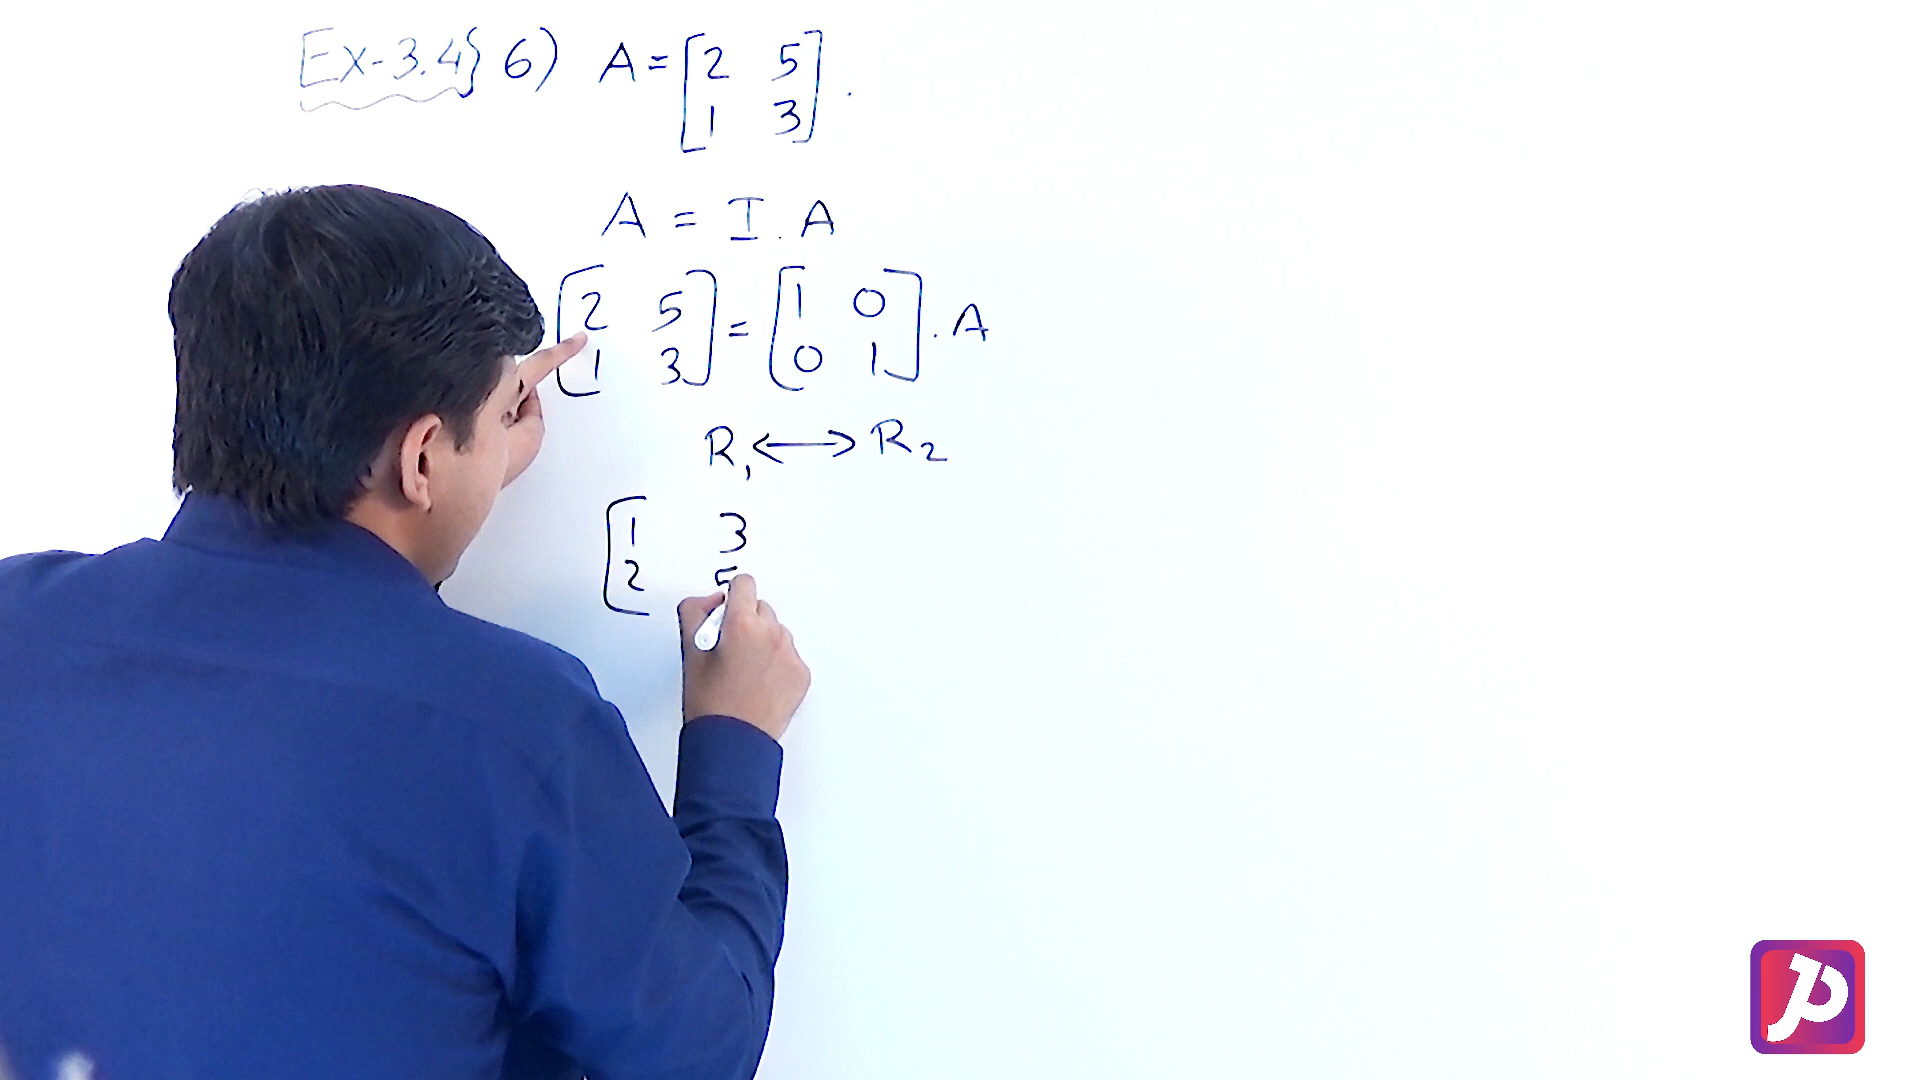 Ex-3.4} 6) A = [2 5
1 3].
A = I . A
[2 5
1 3] = [1 0
0 1] . A
R1 ⟷ R2
[1 3
2 5